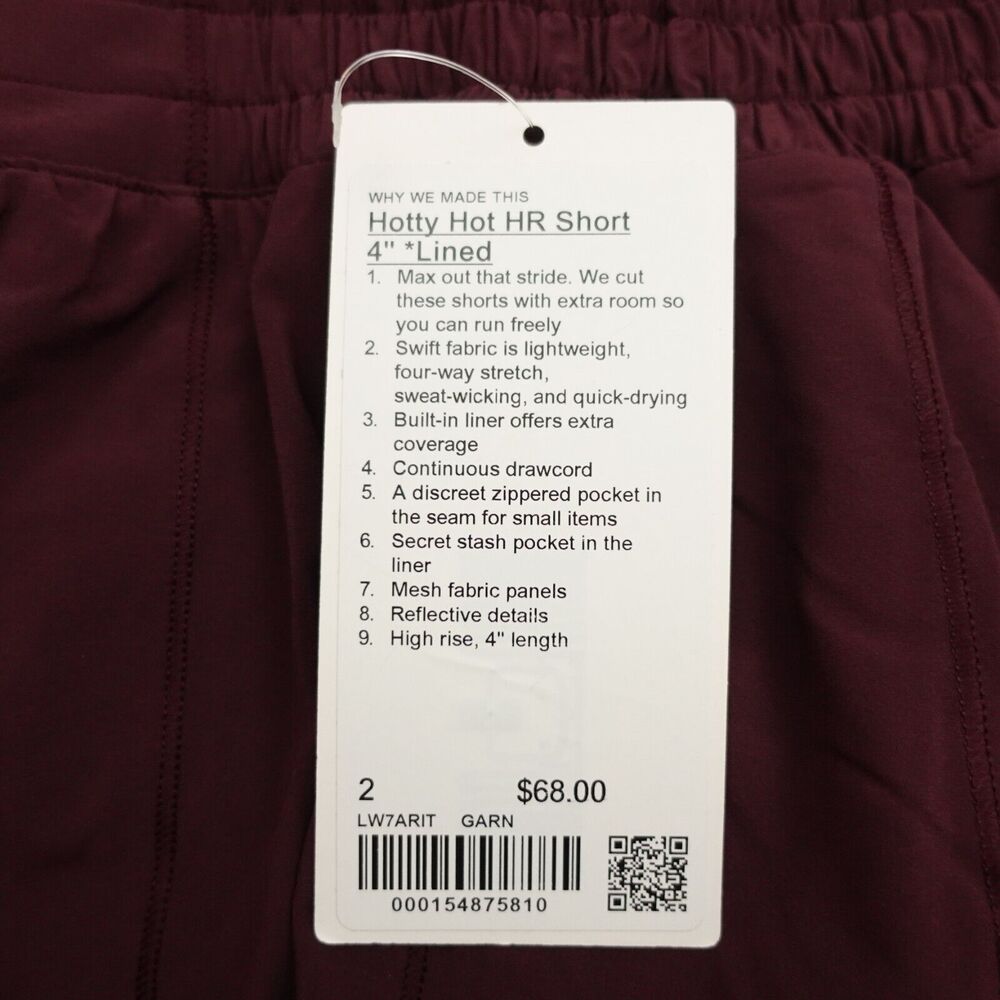 WHY WE MADE THIS
Hotty Hot HR Short
4" *Lined
1. Max out that stride. We cut
these shorts with extra room so
you can run freely
2. Swift fabric is lightweight,
four-way stretch,
sweat-wicking, and quick-drying
3. Built-in liner offers extra
coverage
4. Continuous drawcord
5. A discreet zippered pocket in
the seam for small items
6. Secret stash pocket in the
liner
7. Mesh fabric panels
8. Reflective details
9. High rise, 4" length
2 $68.00
LW7ARIT GARN
000154875810